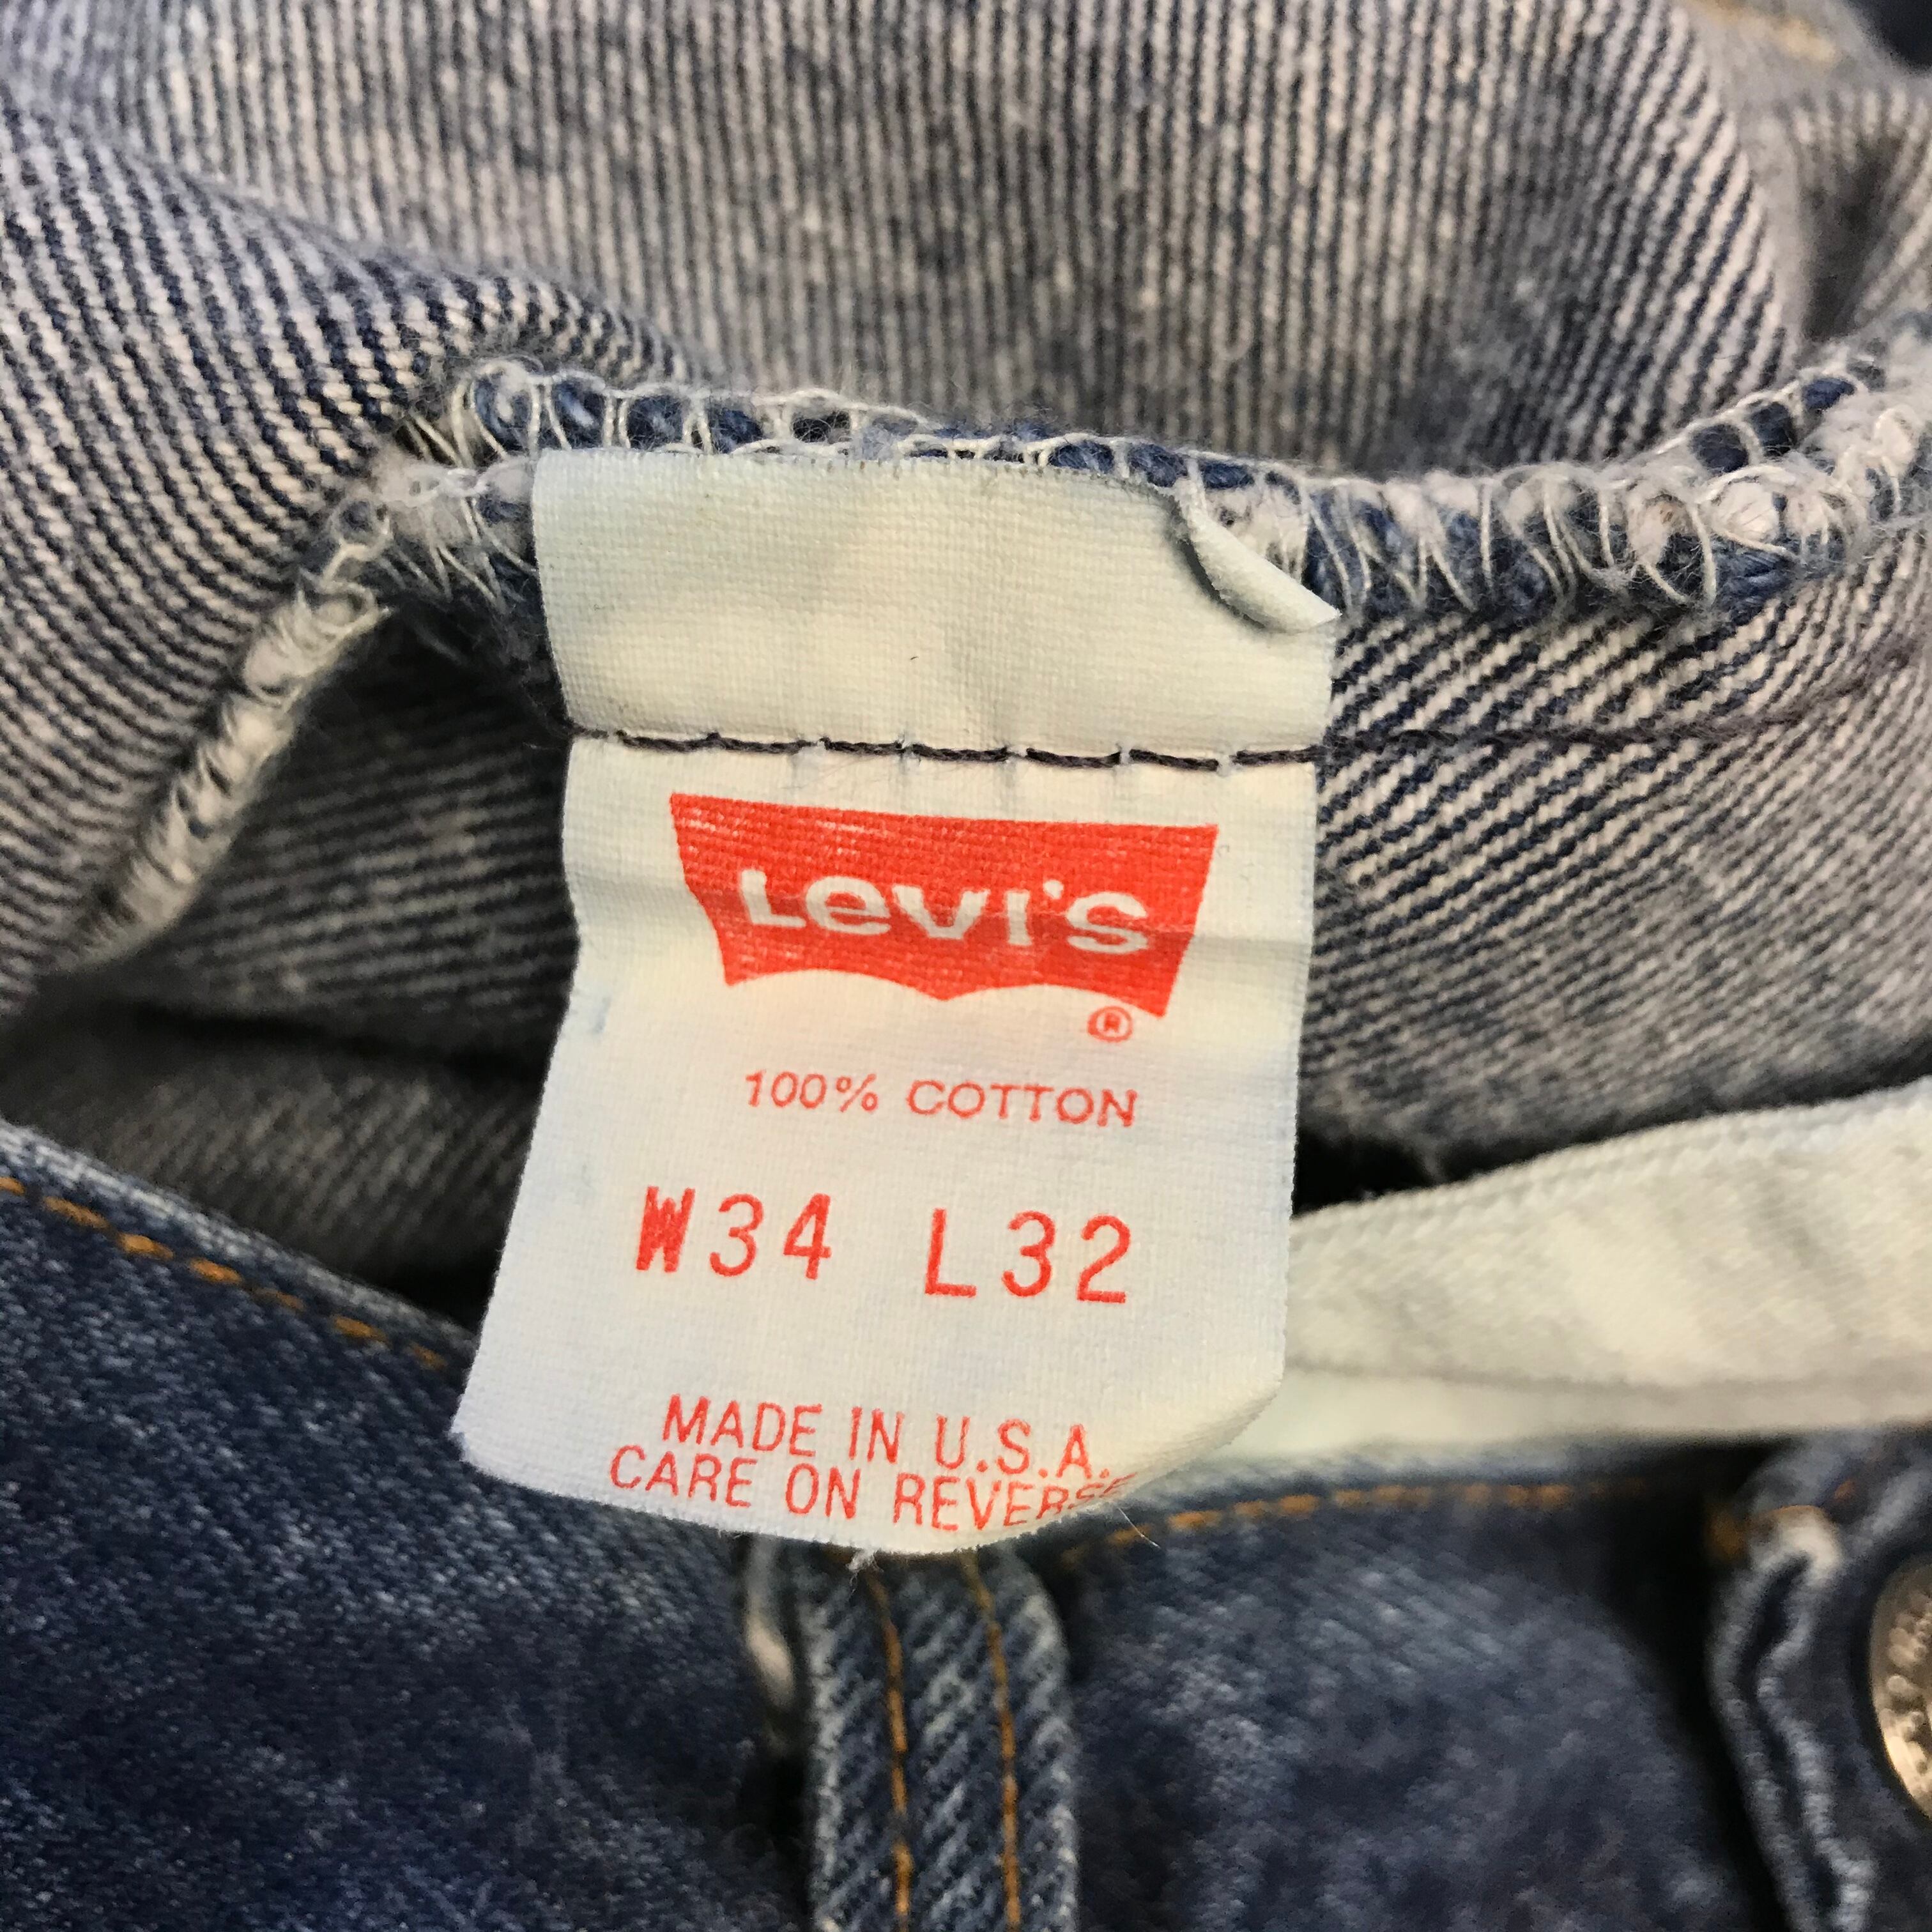 LEVI'S
®
100% COTTON
W34 L32
MADE IN U.S.A.
CARE ON REVERSE